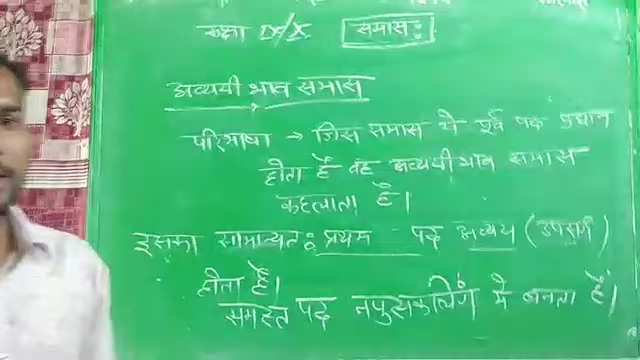 कक्षा IX/X समासः
अव्ययी भाव समास
परिभाषा → जिस समास मे पूर्व पद प्रधान
होता है वह अव्ययी भाव समास
कहलाता है।
इसका सामान्यतः प्रथम पद अव्यय (उपसर्ग)
होता है।
समस्त पद नपुसकलिंग मे बनता है।